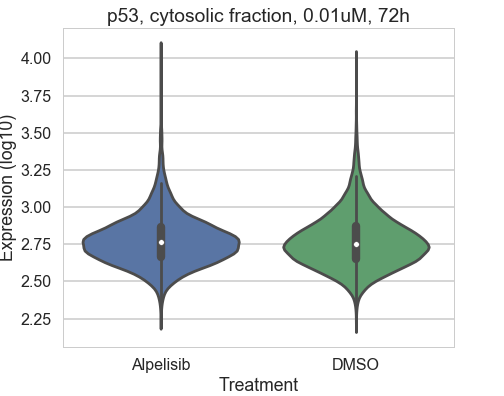 p53, cytosolic fraction, 0.01uM, 72h
Expression (log10)
4.00
3.75
3.50
3.25
3.00
2.75
2.50
2.25
Alpelisib DMSO
Treatment